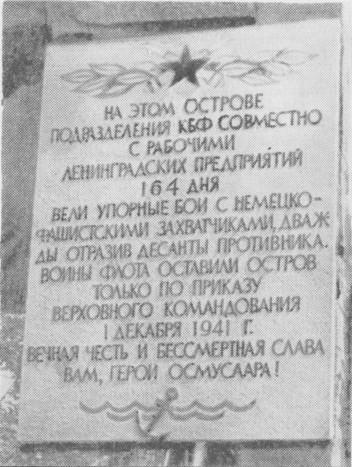 НА ЭТОМ ОСТРОВЕ
ПОДРАЗДЕЛЕНИЯ КБФ СОВМЕСТНО
С РАБОЧИМИ
ЛЕНИНГРАДСКИХ ПРЕДПРИЯТИЙ
164 ДНЯ
ВЕЛИ УПОРНЫЕ БОИ С НЕМЕЦКО-
ФАШИСТСКИМИ ЗАХВАТЧИКАМИ, ДВАЖ
ДЫ ОТРАЗИВ ДЕСАНТЫ ПРОТИВНИКА.
ВОИНЫ ФЛОТА ОСТАВИЛИ ОСТРОВ
ТОЛЬКО ПО ПРИКАЗУ
ВЕРХОВНОГО КОМАНДОВАНИЯ
1 ДЕКАБРЯ 1941 Г.
ВЕЧНАЯ ЧЕСТЬ И БЕССМЕРТНАЯ СЛАВА
ВАМ, ГЕРОИ ОСМУСААРА!